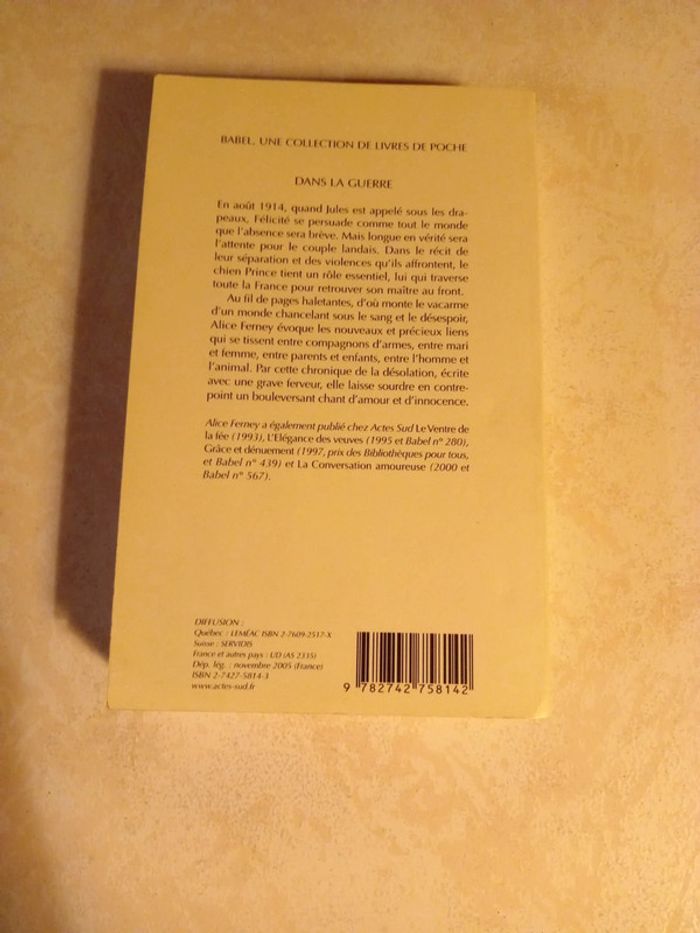 BABEL, UNE COLLECTION DE LIVRES DE POCHE
DANS LA GUERRE
En août 1914, quand Jules est appelé sous les dra-
peaux, Félicité se persuade comme tout le monde
que l'absence sera brève. Mais longue en vérité sera
l'attente pour le couple landais. Dans le récit de
leur séparation et des violences qu'ils affrontent, le
chien Prince tient un rôle essentiel, lui qui traverse
toute la France pour retrouver son maître au front.
Au fil de pages haletantes, d'où monte le vacarme
d'un monde chancelant sous le sang et le désespoir,
Alice Ferney évoque les nouveaux et précieux liens
qui se tissent entre compagnons d'armes, entre mari
et femme, entre parents et enfants, entre l'homme et
l'animal. Par cette chronique de la désolation, écrite
avec une grave ferveur, elle laisse sourdre en contre-
point un bouleversant chant d'amour et d'innocence.
Alice Ferney a également publié chez Actes Sud Le Ventre de
la fée (1993), L'Elégance des veuves (1995 et Babel n° 280),
Grâce et dénuement (1997, prix des Bibliothèques pour tous,
et Babel n° 439) et La Conversation amoureuse (2000 et
Babel n° 567).
DIFFUSION :
Québec : LEMÉAC ISBN 2-7609-2517-X
Suisse : SERVIDIS
France et autres pays : UD (AS 2335)
Dép. lég. : novembre 2005 (France)
ISBN 2-7427-5814-3
www.actes-sud.fr
9 782742 758142